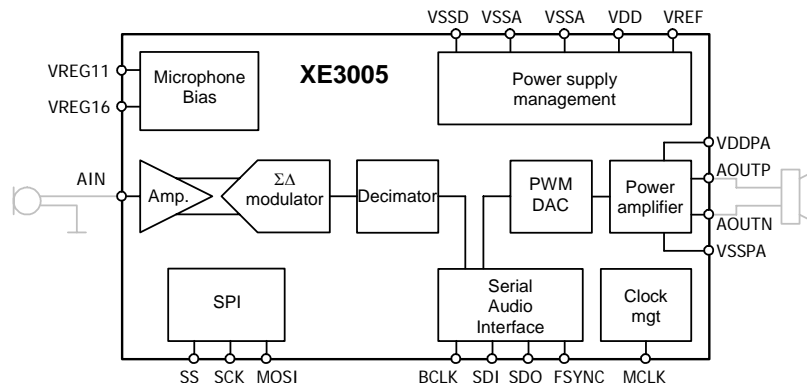 VSSD VSSA VSSA VDD VREF
VREG11
VREG16
Microphone
Bias
XE3005
Power supply
management
AIN
Amp.
ΣΔ
modulator
Decimator
PWM
DAC
Power
amplifier
VDDPA
AOUTP
AOUTN
VSSPA
SPI
Serial
Audio
Interface
Clock
mgt
SS SCK MOSI BCLK SDI SDO FSYNC MCLK